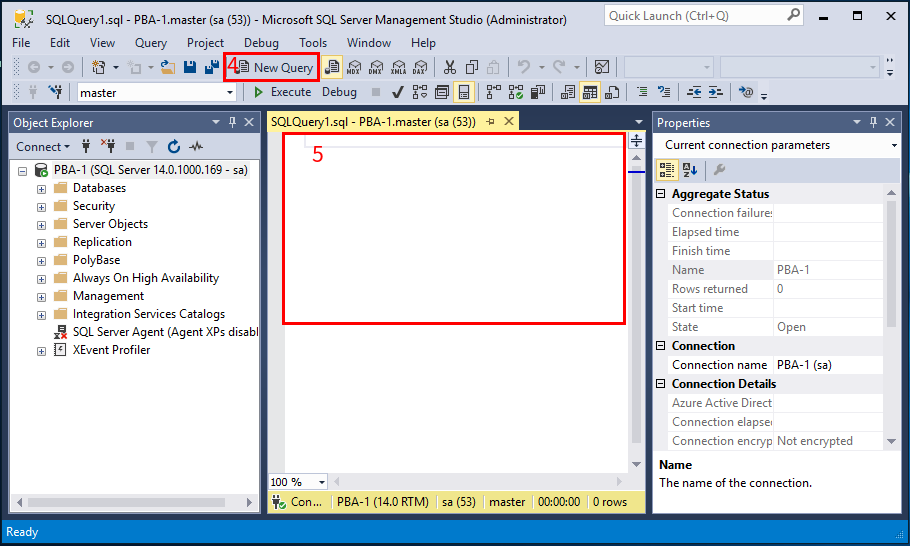 SQLQuery1.sql - PBA-1.master (sa (53)) - Microsoft SQL Server Management Studio (Administrator)
Quick Launch (Ctrl+Q)
File Edit View Query Project Debug Tools Window Help
4 New Query MDX DMX XMLA DAX
master Execute Debug
Object Explorer
Connect
PBA-1 (SQL Server 14.0.1000.169 - sa)
Databases
Security
Server Objects
Replication
PolyBase
Always On High Availability
Management
Integration Services Catalogs
SQL Server Agent (Agent XPs disabl
XEvent Profiler
SQLQuery1.sql - PBA-1.master (sa (53))
5
100 %
Con... PBA-1 (14.0 RTM) sa (53) master 00:00:00 0 rows
Properties
Current connection parameters
Aggregate Status
Connection failures
Elapsed time
Finish time
Name PBA-1
Rows returned 0
Start time
State Open
Connection
Connection name PBA-1 (sa)
Connection Details
Azure Active Direct
Connection elapse
Connection encryp Not encrypted
Name
The name of the connection.
Ready